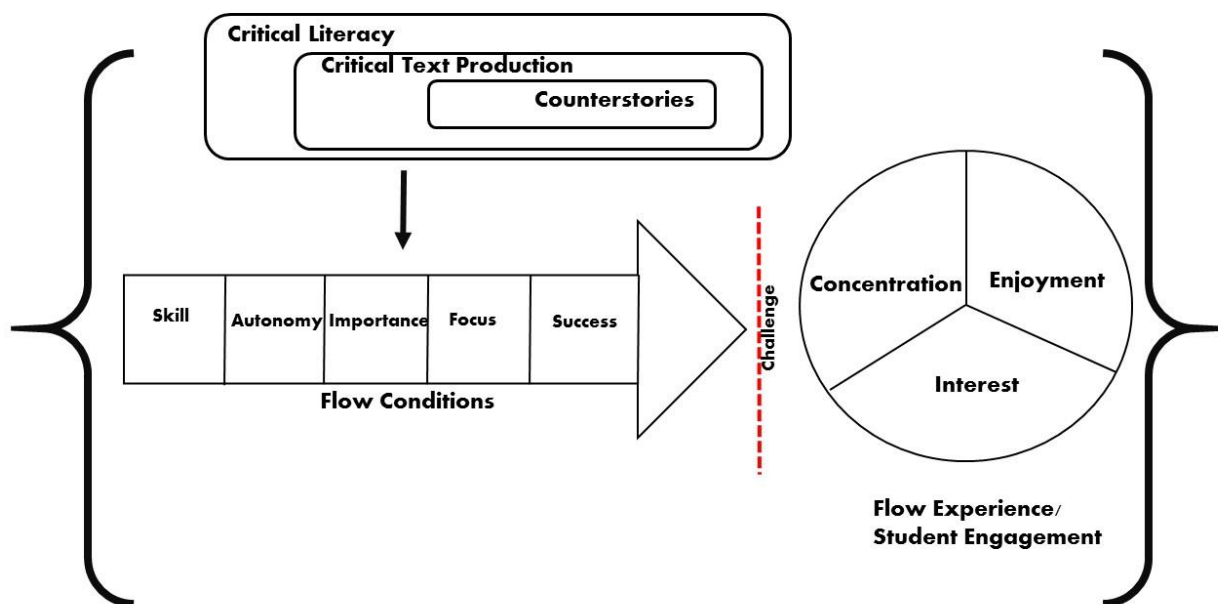 Critical Literacy
Critical Text Production
Counterstories
Skill
Autonomy
Importance
Focus
Success
Flow Conditions
Challenge
Concentration
Enjoyment
Interest
Flow Experience/
Student Engagement